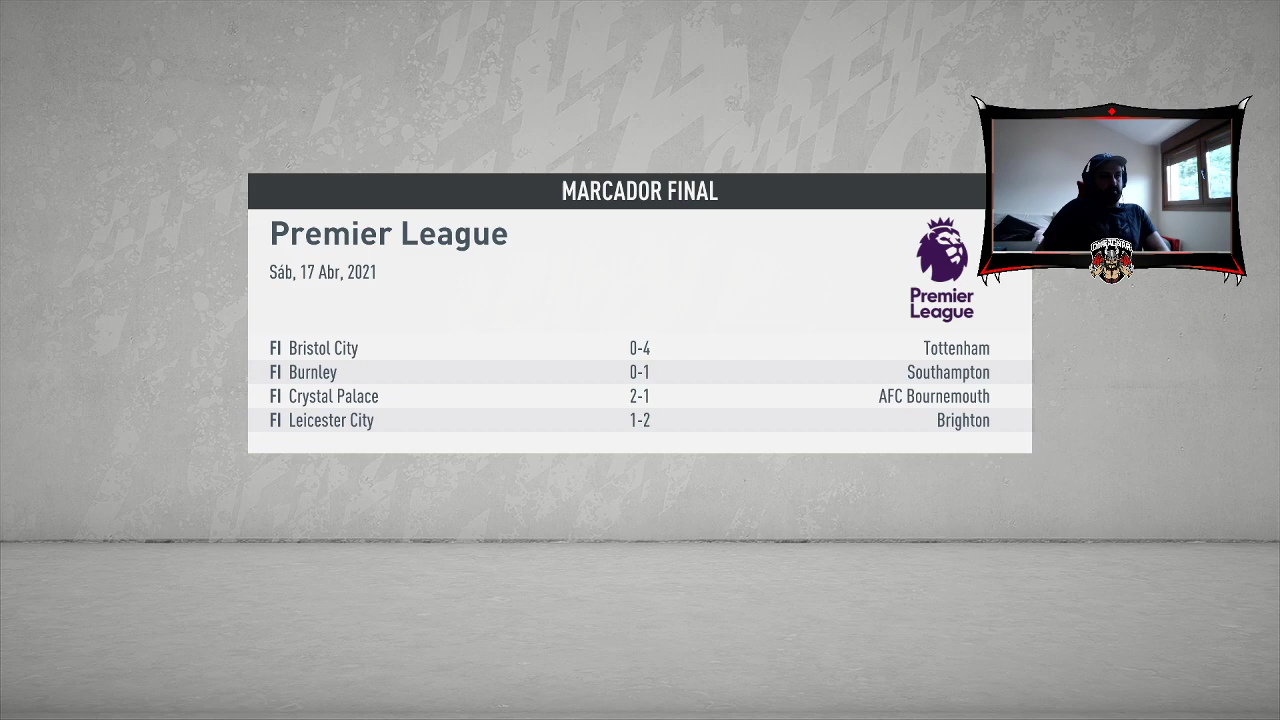 MARCADOR FINAL
Premier League
Sáb, 17 Abr, 2021
Premier
League
FI Bristol City 0-4 Tottenham
FI Burnley 0-1 Southampton
FI Crystal Palace 2-1 AFC Bournemouth
FI Leicester City 1-2 Brighton